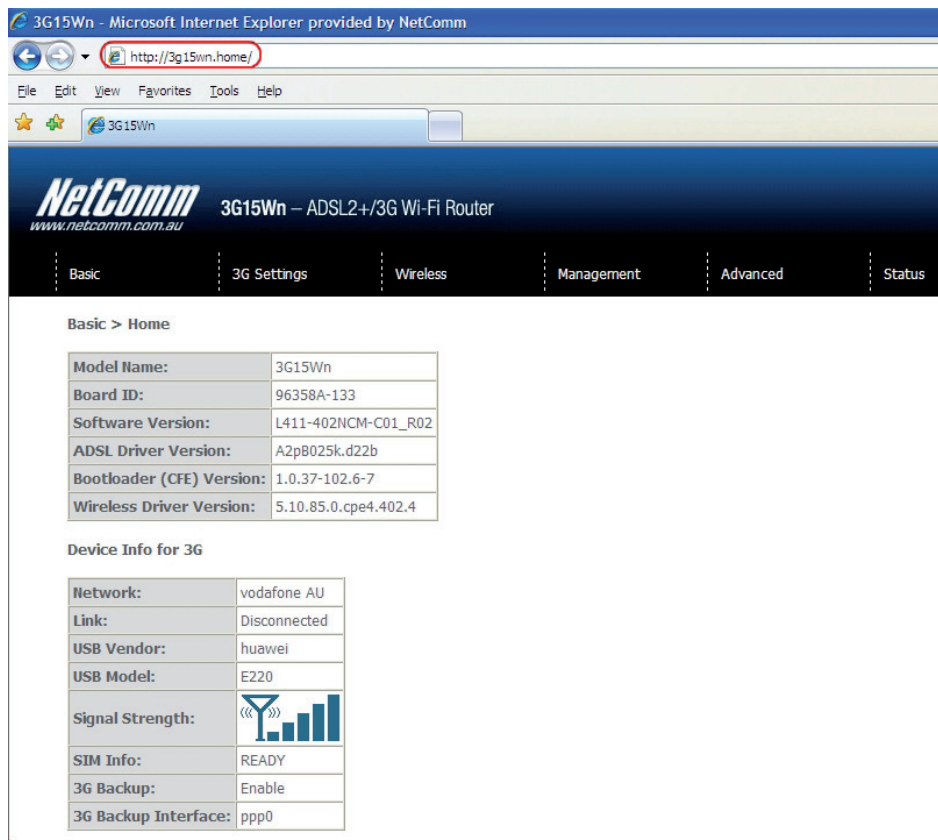 3G15Wn - Microsoft Internet Explorer provided by NetComm
http://3g15wn.home/
File Edit View Favorites Tools Help
3G15Wn
NetComm
www.netcomm.com.au
3G15Wn – ADSL2+/3G Wi-Fi Router
Basic 3G Settings Wireless Management Advanced Status
Basic > Home
Model Name: 3G15Wn
Board ID: 96358A-133
Software Version: L411-402NCM-C01_R02
ADSL Driver Version: A2pB025k.d22b
Bootloader (CFE) Version: 1.0.37-102.6-7
Wireless Driver Version: 5.10.85.0.cpe4.402.4
Device Info for 3G
Network: vodafone AU
Link: Disconnected
USB Vendor: huawei
USB Model: E220
Signal Strength:
SIM Info: READY
3G Backup: Enable
3G Backup Interface: ppp0